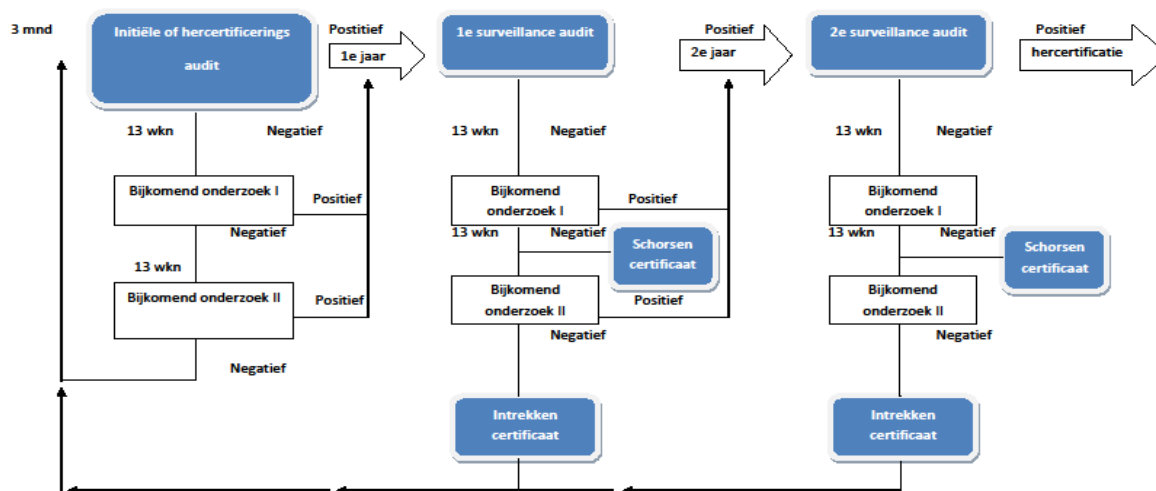 3 mnd
Initiële of hercertificerings
audit
Postitief
1e jaar
1e surveillance audit
Positief
2e jaar
2e surveillance audit
Positief
hercertificatie
13 wkn
Negatief
13 wkn
Negatief
13 wkn
Negatief
Bijkomend onderzoek I
Positief
Bijkomend
onderzoek I
Positief
Bijkomend
onderzoek I
Negatief
13 wkn
Negatief
13 wkn
Negatief
Schorsen
certificaat
Schorsen
certificaat
13 wkn
Bijkomend onderzoek II
Positief
Bijkomend
onderzoek II
Positief
Bijkomend
onderzoek II
Negatief
Negatief
Negatief
Intrekken
certificaat
Intrekken
certificaat